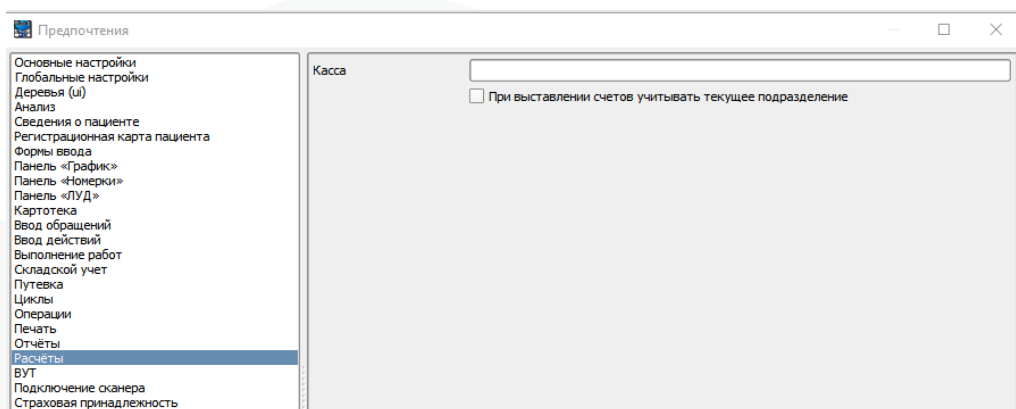 Предпочтения
Основные настройки
Глобальные настройки
Деревья (ui)
Анализ
Сведения о пациенте
Регистрационная карта пациента
Формы ввода
Панель «График»
Панель «Номерки»
Панель «ЛУД»
Картотека
Ввод обращений
Ввод действий
Выполнение работ
Складской учет
Путевка
Циклы
Операции
Печать
Отчёты
Расчёты
ВУТ
Подключение сканера
Страховая принадлежность
Касса
При выставлении счетов учитывать текущее подразделение